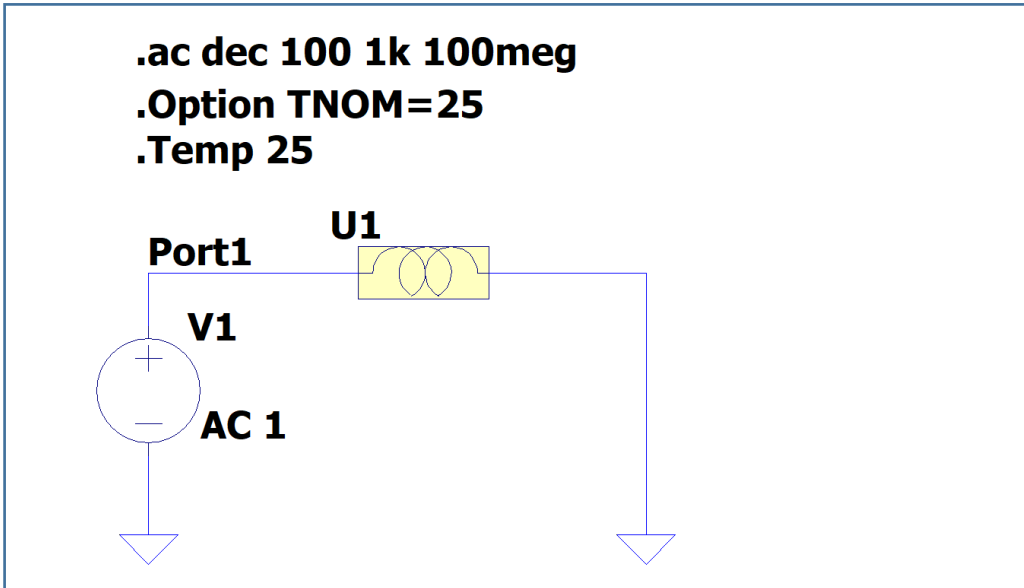 .ac dec 100 1k 100meg
.Option TNOM=25
.Temp 25
U1
Port1
V1
AC 1